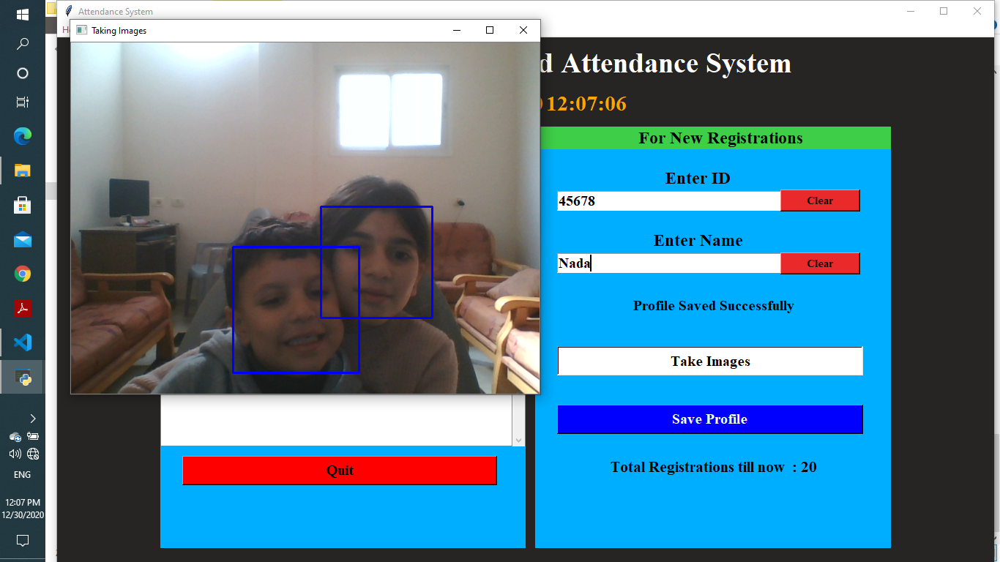 Attendance System
Taking Images
d Attendance System
12:07:06
For New Registrations
Enter ID
45678
Clear
Enter Name
Nada
Clear
Profile Saved Successfully
Take Images
Save Profile
Total Registrations till now : 20
Quit
ENG
12:07 PM
12/30/2020